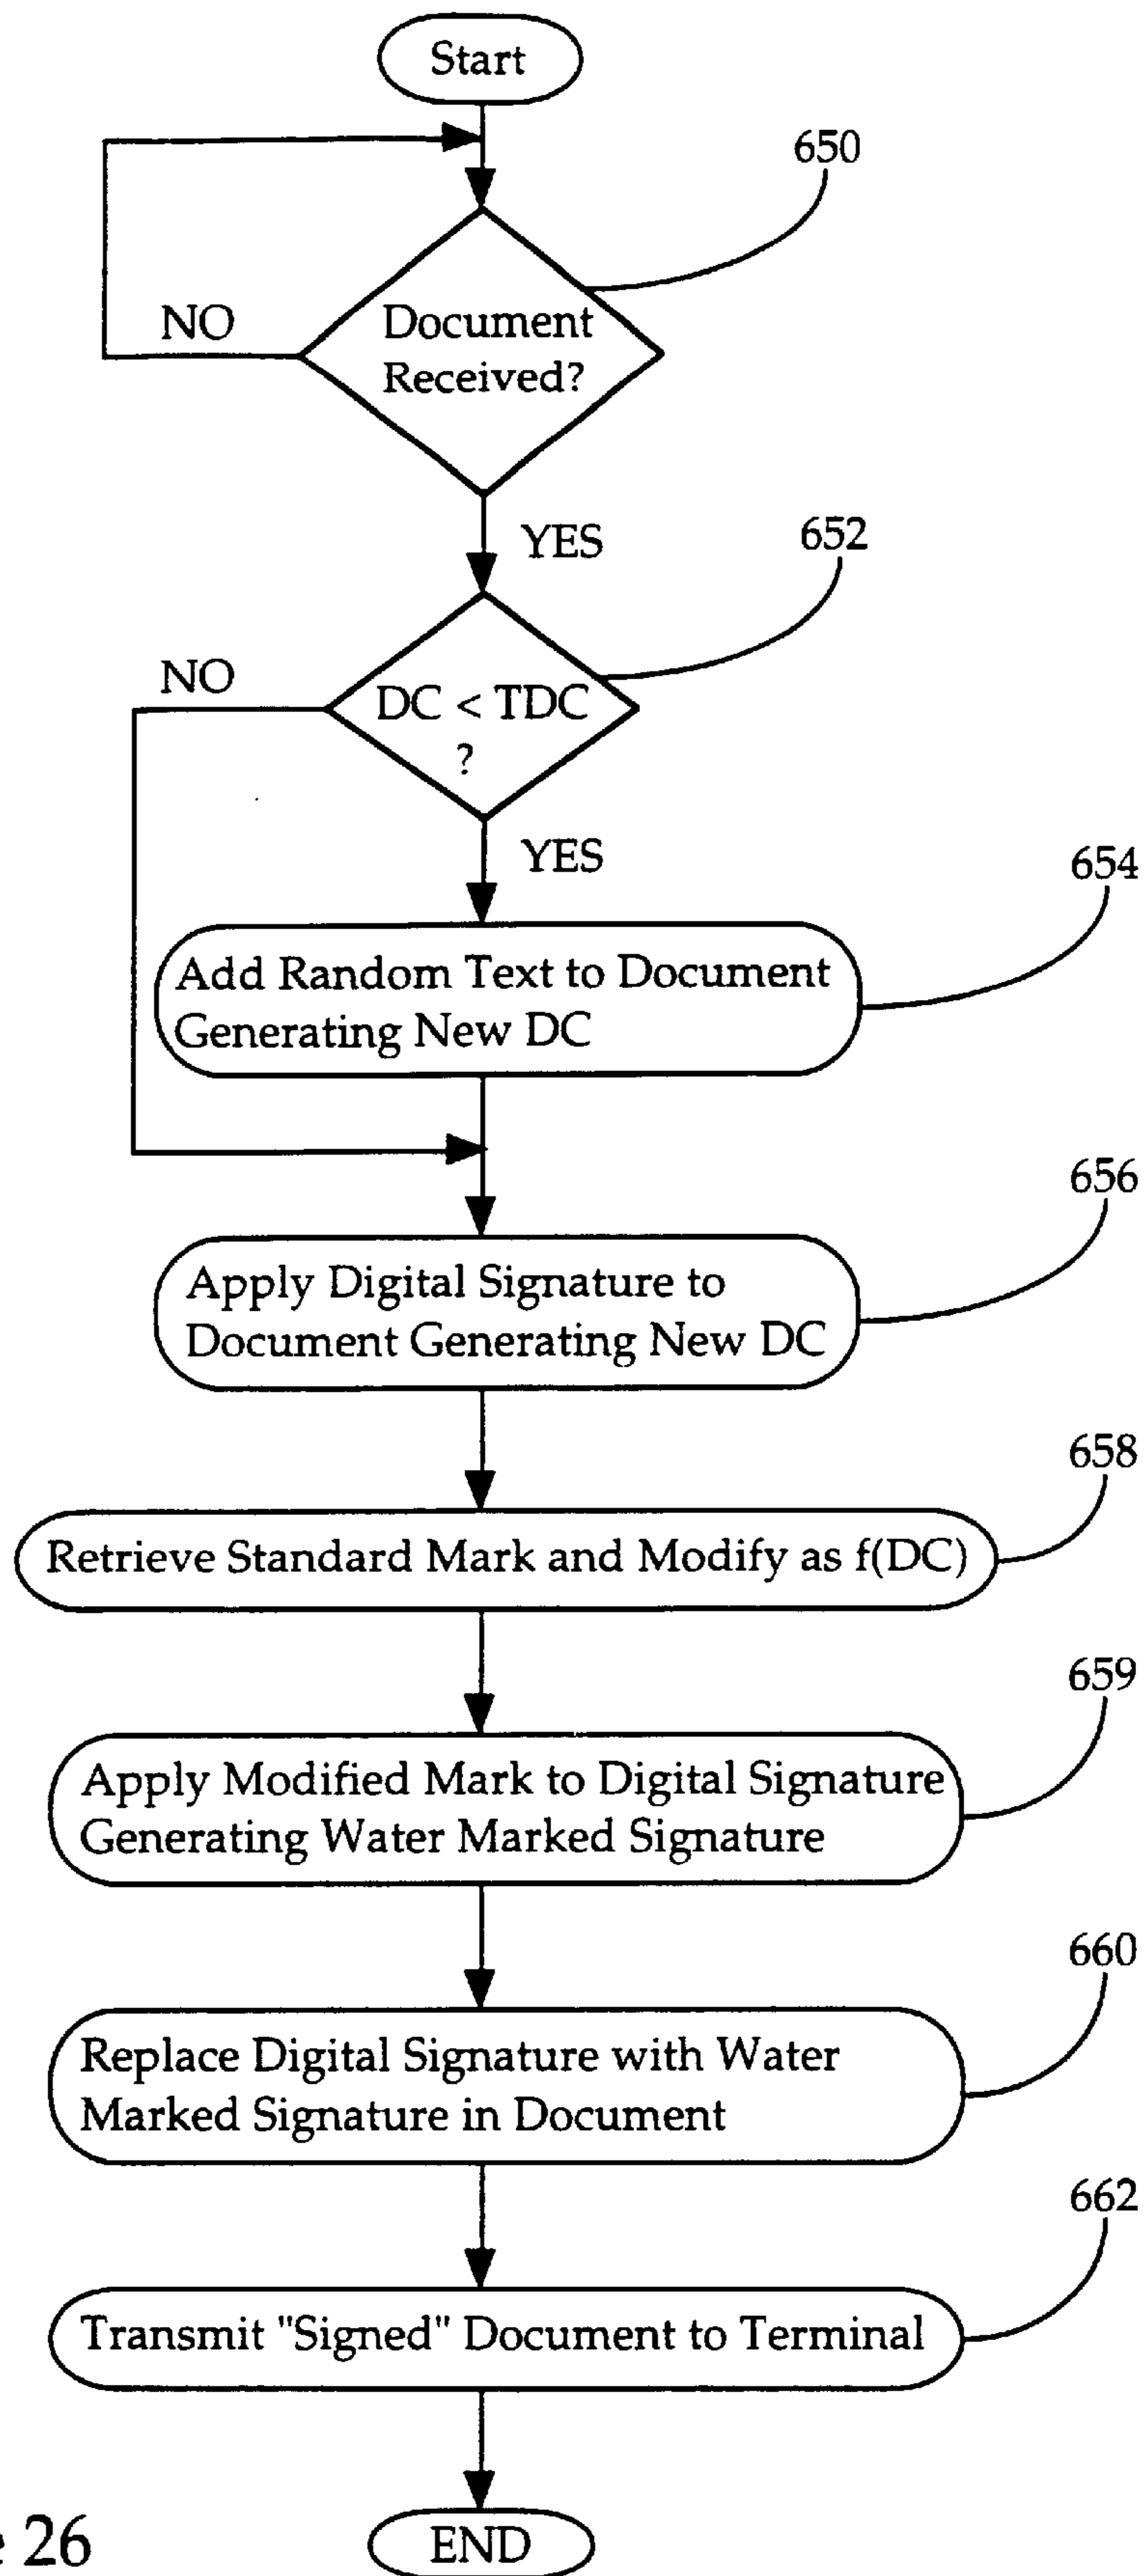 Start
650
NO
Document
Received?
YES
652
NO
DC < TDC
?
YES
654
Add Random Text to Document
Generating New DC
656
Apply Digital Signature to
Document Generating New DC
658
Retrieve Standard Mark and Modify as f(DC)
659
Apply Modified Mark to Digital Signature
Generating Water Marked Signature
660
Replace Digital Signature with Water
Marked Signature in Document
662
Transmit "Signed" Document to Terminal
END
26